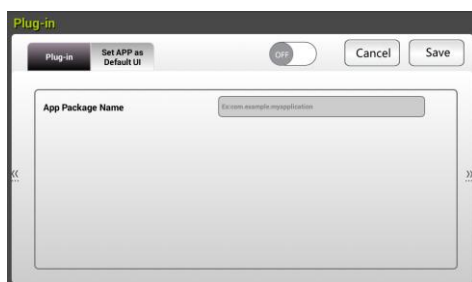 Plug-in
Plug-in
Set APP as
Default UI
OFF
Cancel
Save
App Package Name
Ex:com.example.myapplication